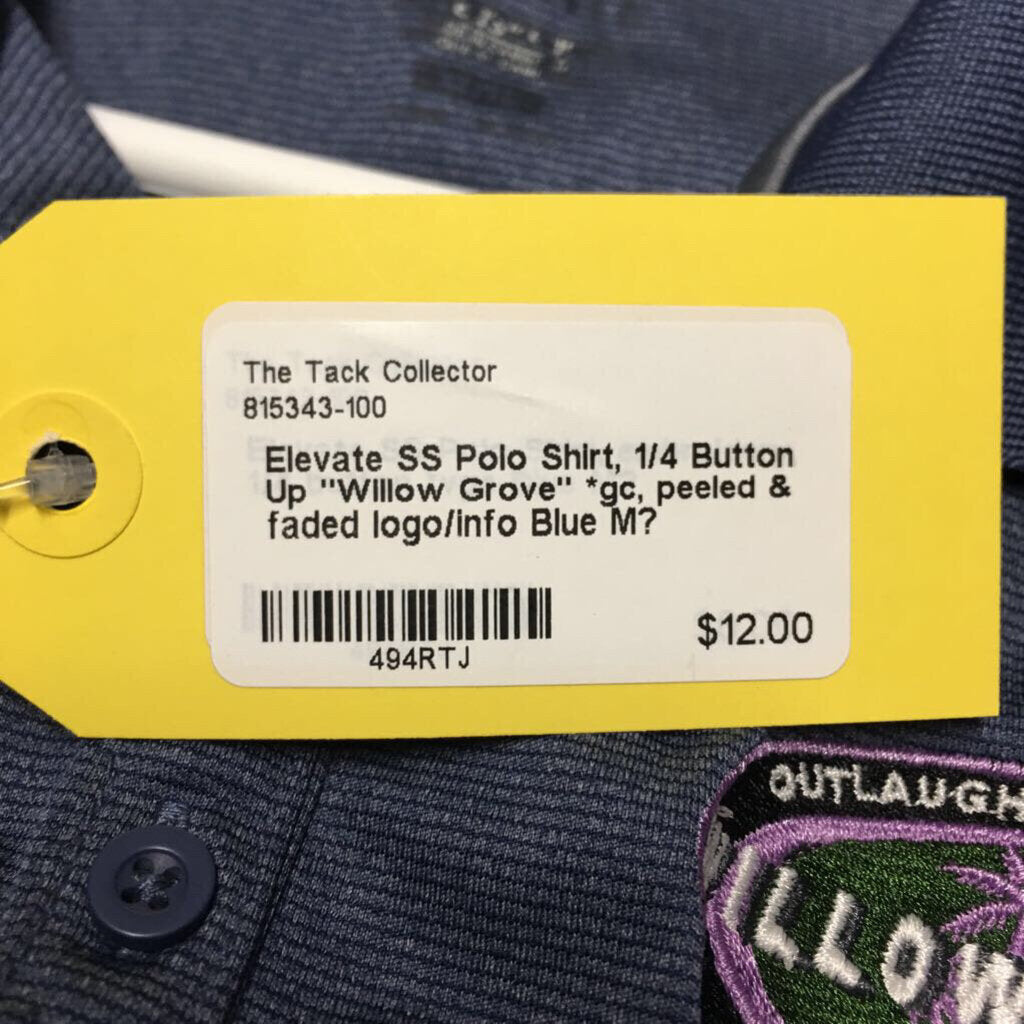 The Tack Collector
815343-100
Elevate SS Polo Shirt, 1/4 Button
Up "Willow Grove" *gc, peeled &
faded logo/info Blue M?
494RTJ
$12.00
OUTLAUGH
ILLOW